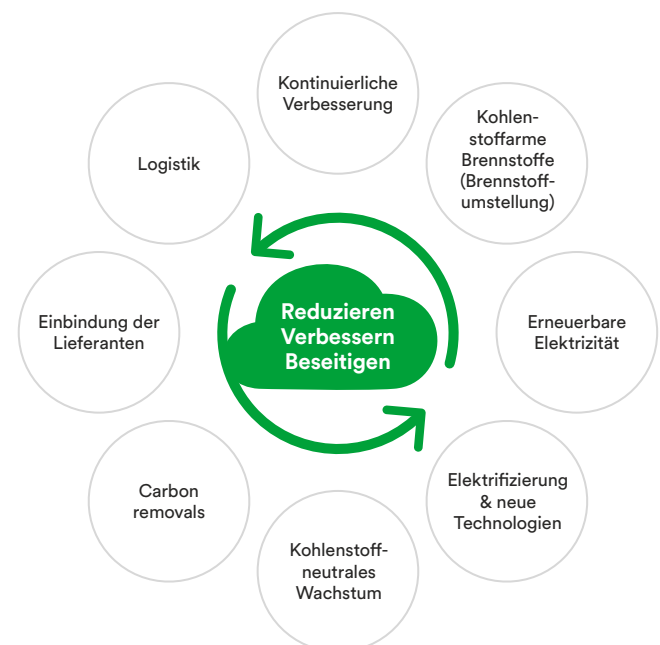 Kontinuierliche
Verbesserung
Kohlen-
stoffarme
Brennstoffe
(Brennstoff-
umstellung)
Erneuerbare
Elektrizität
Elektrifizierung
& neue
Technologien
Kohlenstoff-
neutrales
Wachstum
Carbon
removals
Einbindung der
Lieferanten
Logistik
Reduzieren
Verbessern
Beseitigen